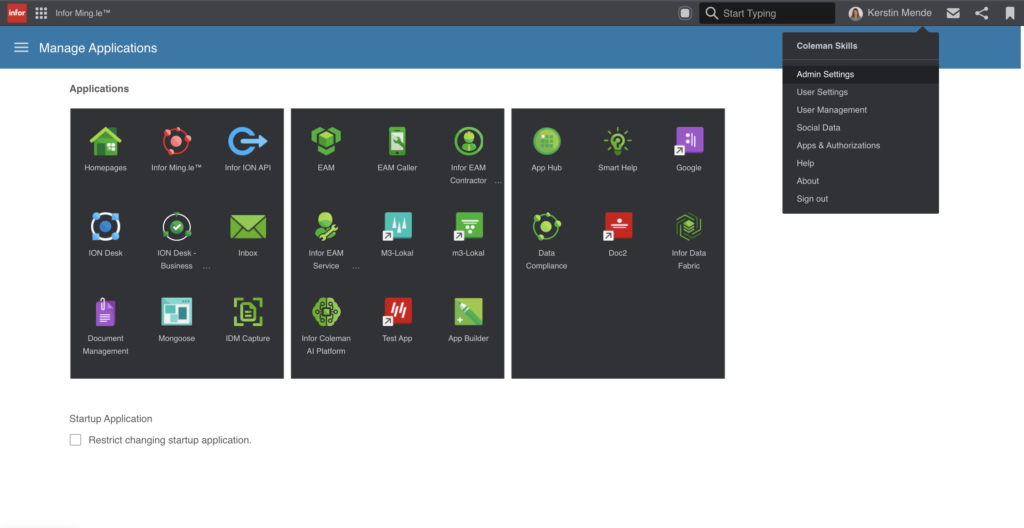 infor
Infor Ming.le™
Start Typing
Kerstin Mende
Manage Applications
Coleman Skills
Admin Settings
User Settings
User Management
Social Data
Apps & Authorizations
Help
About
Sign out
Applications
Homepages
Infor Ming.le™
Infor ION API
ION Desk
ION Desk -
Business ...
Inbox
Document
Management
Mongoose
IDM Capture
EAM
EAM Caller
Infor EAM
Contractor ...
Infor EAM
Service ...
M3-Lokal
m3-Lokal
Infor Coleman
AI Platform
Test App
App Builder
App Hub
Smart Help
Google
Data
Compliance
Doc2
Infor Data
Fabric
Startup Application
Restrict changing startup application.